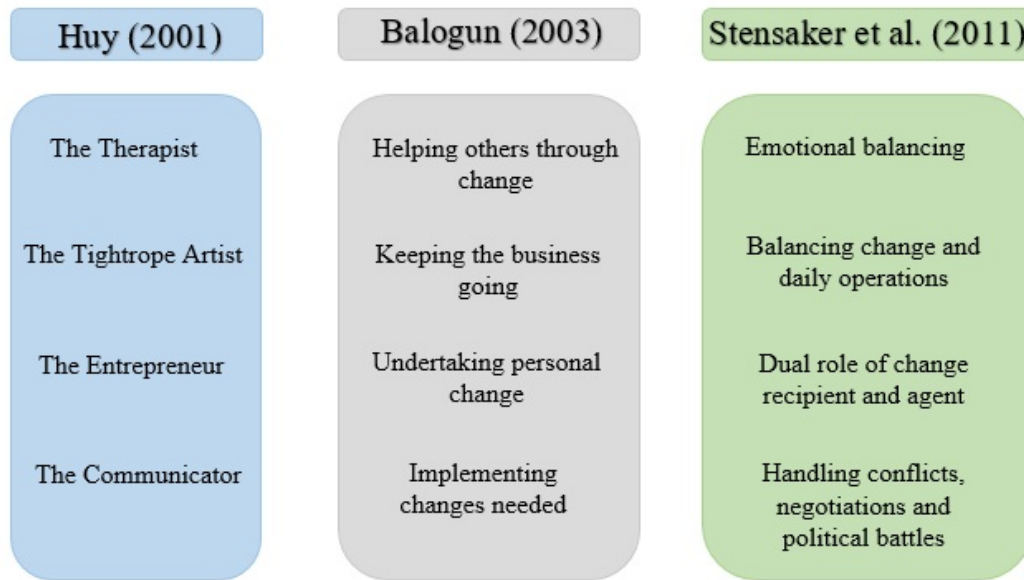 Huy (2001)
The Therapist
The Tightrope Artist
The Entrepreneur
The Communicator
Balogun (2003)
Helping others through
change
Keeping the business
going
Undertaking personal
change
Implementing
changes needed
Stensaker et al. (2011)
Emotional balancing
Balancing change and
daily operations
Dual role of change
recipient and agent
Handling conflicts,
negotiations and
political battles